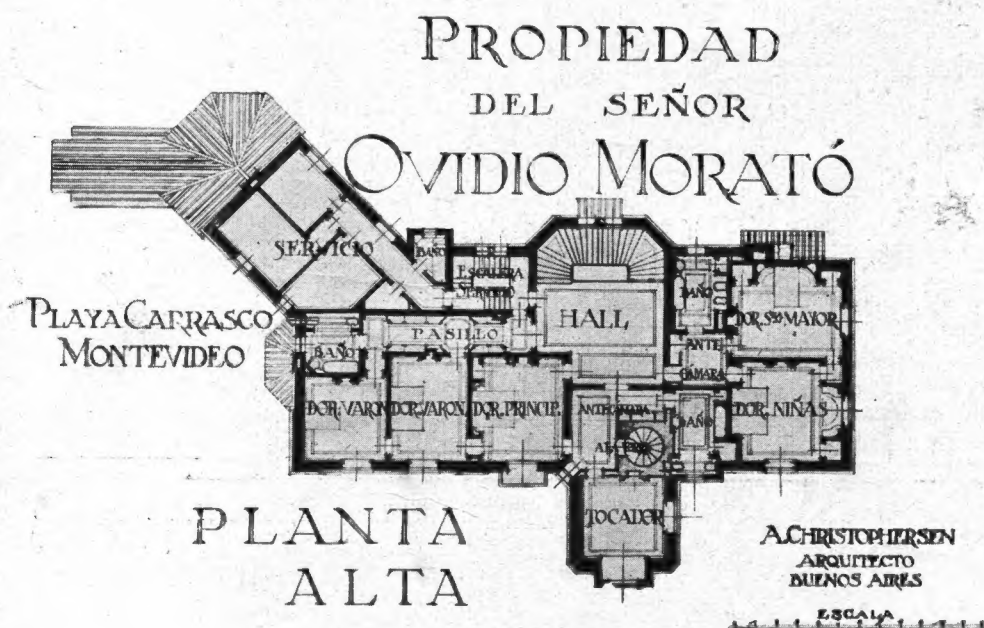 PROPIEDAD
DEL SEÑOR
OVIDIO MORATÓ
SERVICIO
BAÑO
ESCALERA
SERVICIO
PLAYA CARRASCO
MONTEVIDEO
HALL
BAÑO
DOR. Sta MAYOR
PASILLO
BAÑO
ANTE
CAMARA
DOR. VARON
DOR. VARON
DOR. PRINCIP.
ANTECAMARA
BAÑO
DOR. NIÑAS
TOCADOR
PLANTA
ALTA
A. CHRISTOPHERSEN
ARQUITECTO
BUENOS AIRES
ESCALA